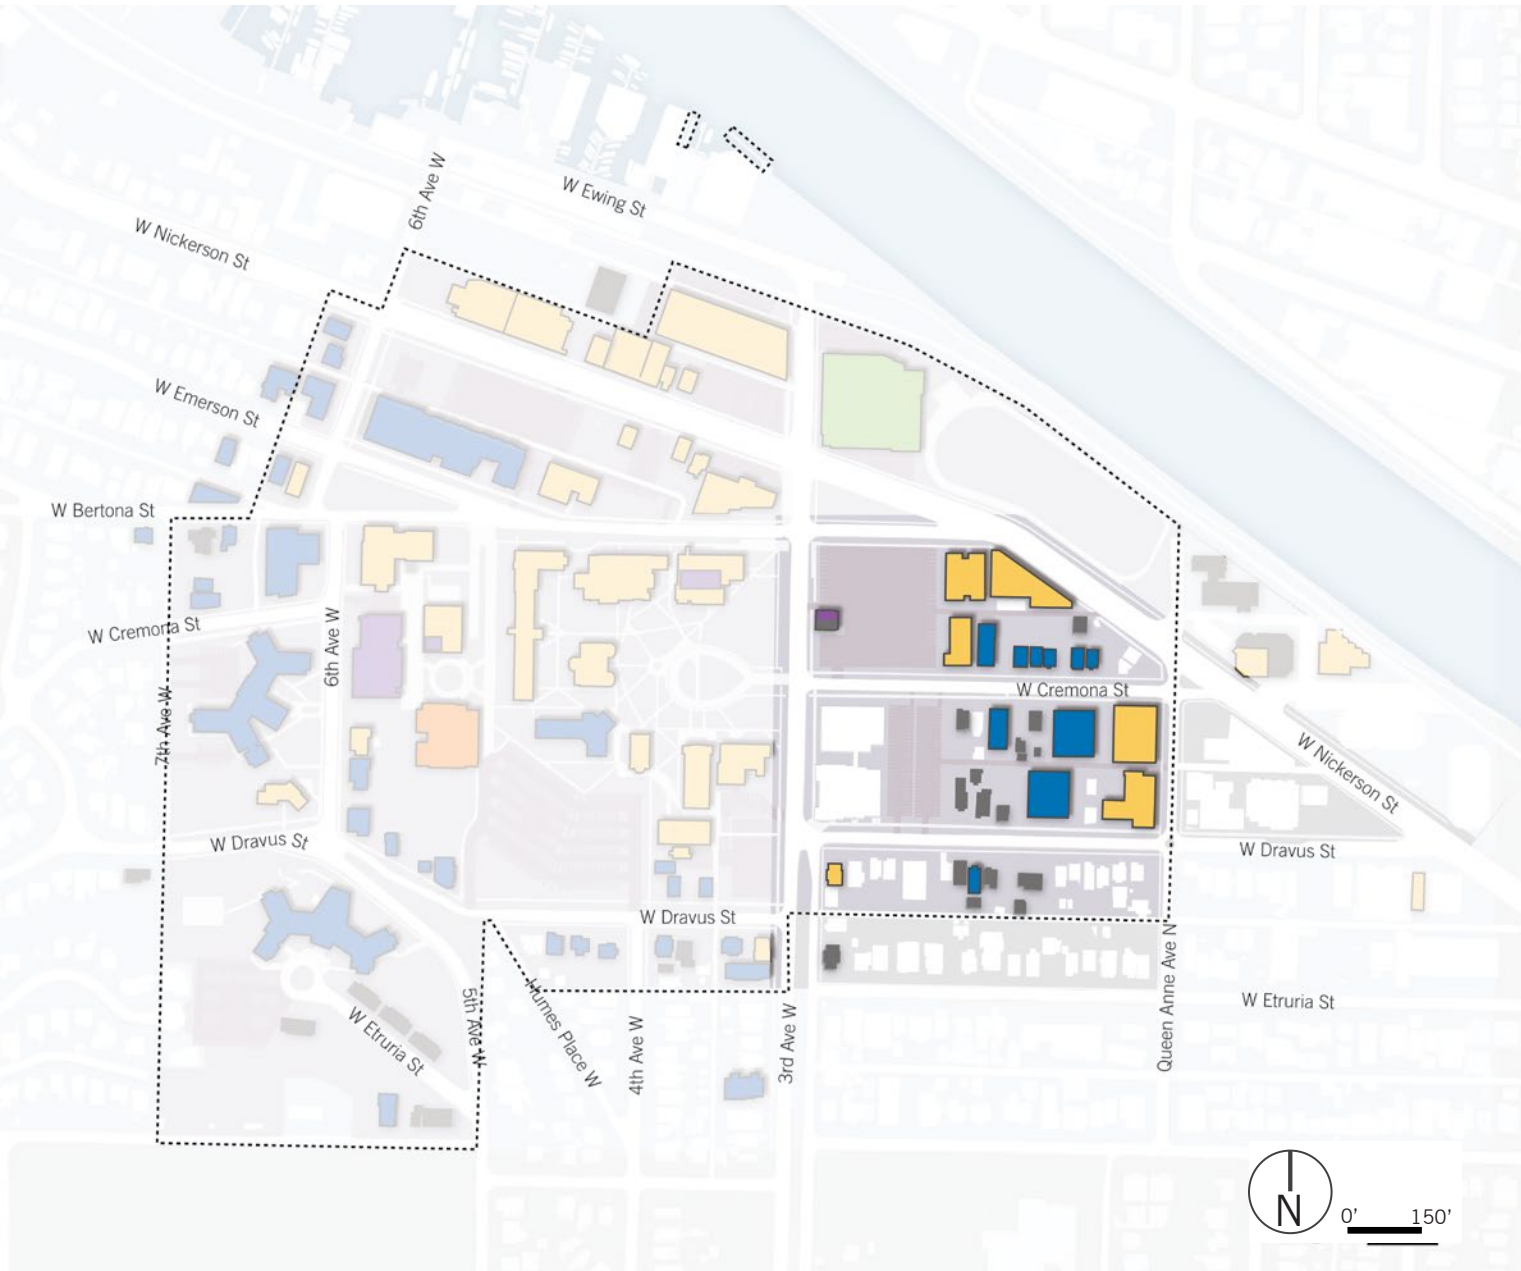 6th Ave W
W Ewing St
W Nickerson St
W Emerson St
W Bertona St
W Cremona St
6th Ave W
7th Ave W
W Cremona St
W Nickerson St
W Dravus St
W Dravus St
W Dravus St
Queen Anne Ave N
5th Ave W
Humes Place W
W Etruria St
W Etruria St
4th Ave W
3rd Ave W
N
0' 150'